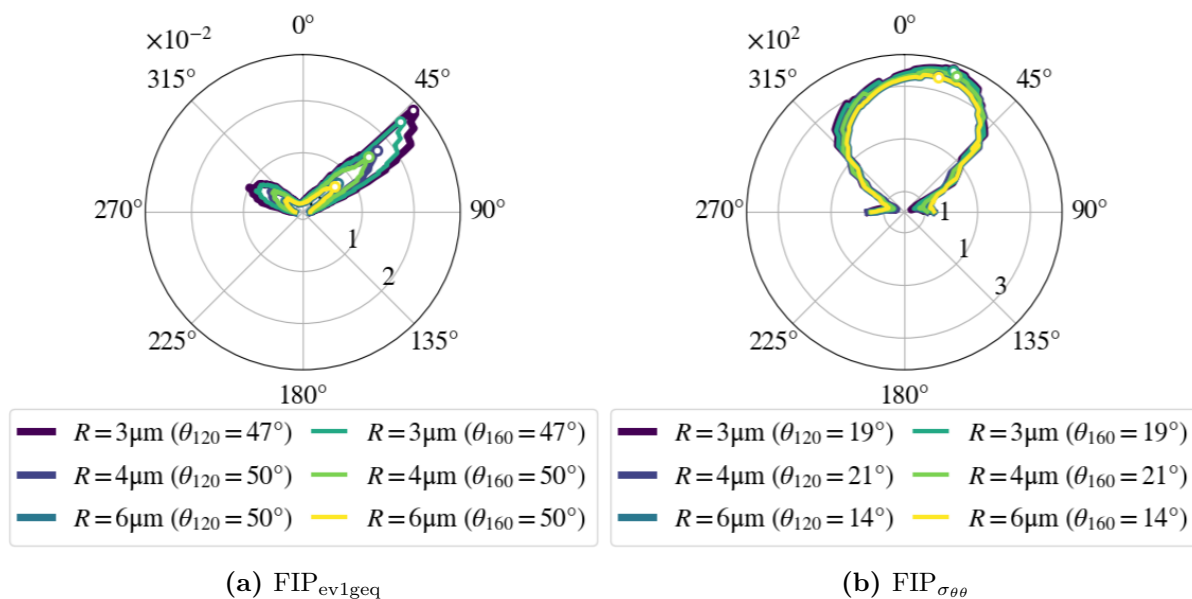 0°
×10⁻²
315°
45°
270°
90°
1
2
225°
135°
180°
R = 3μm (θ₁₂₀ = 47°)
R = 3μm (θ₁₆₀ = 47°)
R = 4μm (θ₁₂₀ = 50°)
R = 4μm (θ₁₆₀ = 50°)
R = 6μm (θ₁₂₀ = 50°)
R = 6μm (θ₁₆₀ = 50°)
(a) FIP_ev1geq
0°
×10²
315°
45°
270°
90°
1
1
3
225°
135°
180°
R = 3μm (θ₁₂₀ = 19°)
R = 3μm (θ₁₆₀ = 19°)
R = 4μm (θ₁₂₀ = 21°)
R = 4μm (θ₁₆₀ = 21°)
R = 6μm (θ₁₂₀ = 14°)
R = 6μm (θ₁₆₀ = 14°)
(b) FIP_σθθ